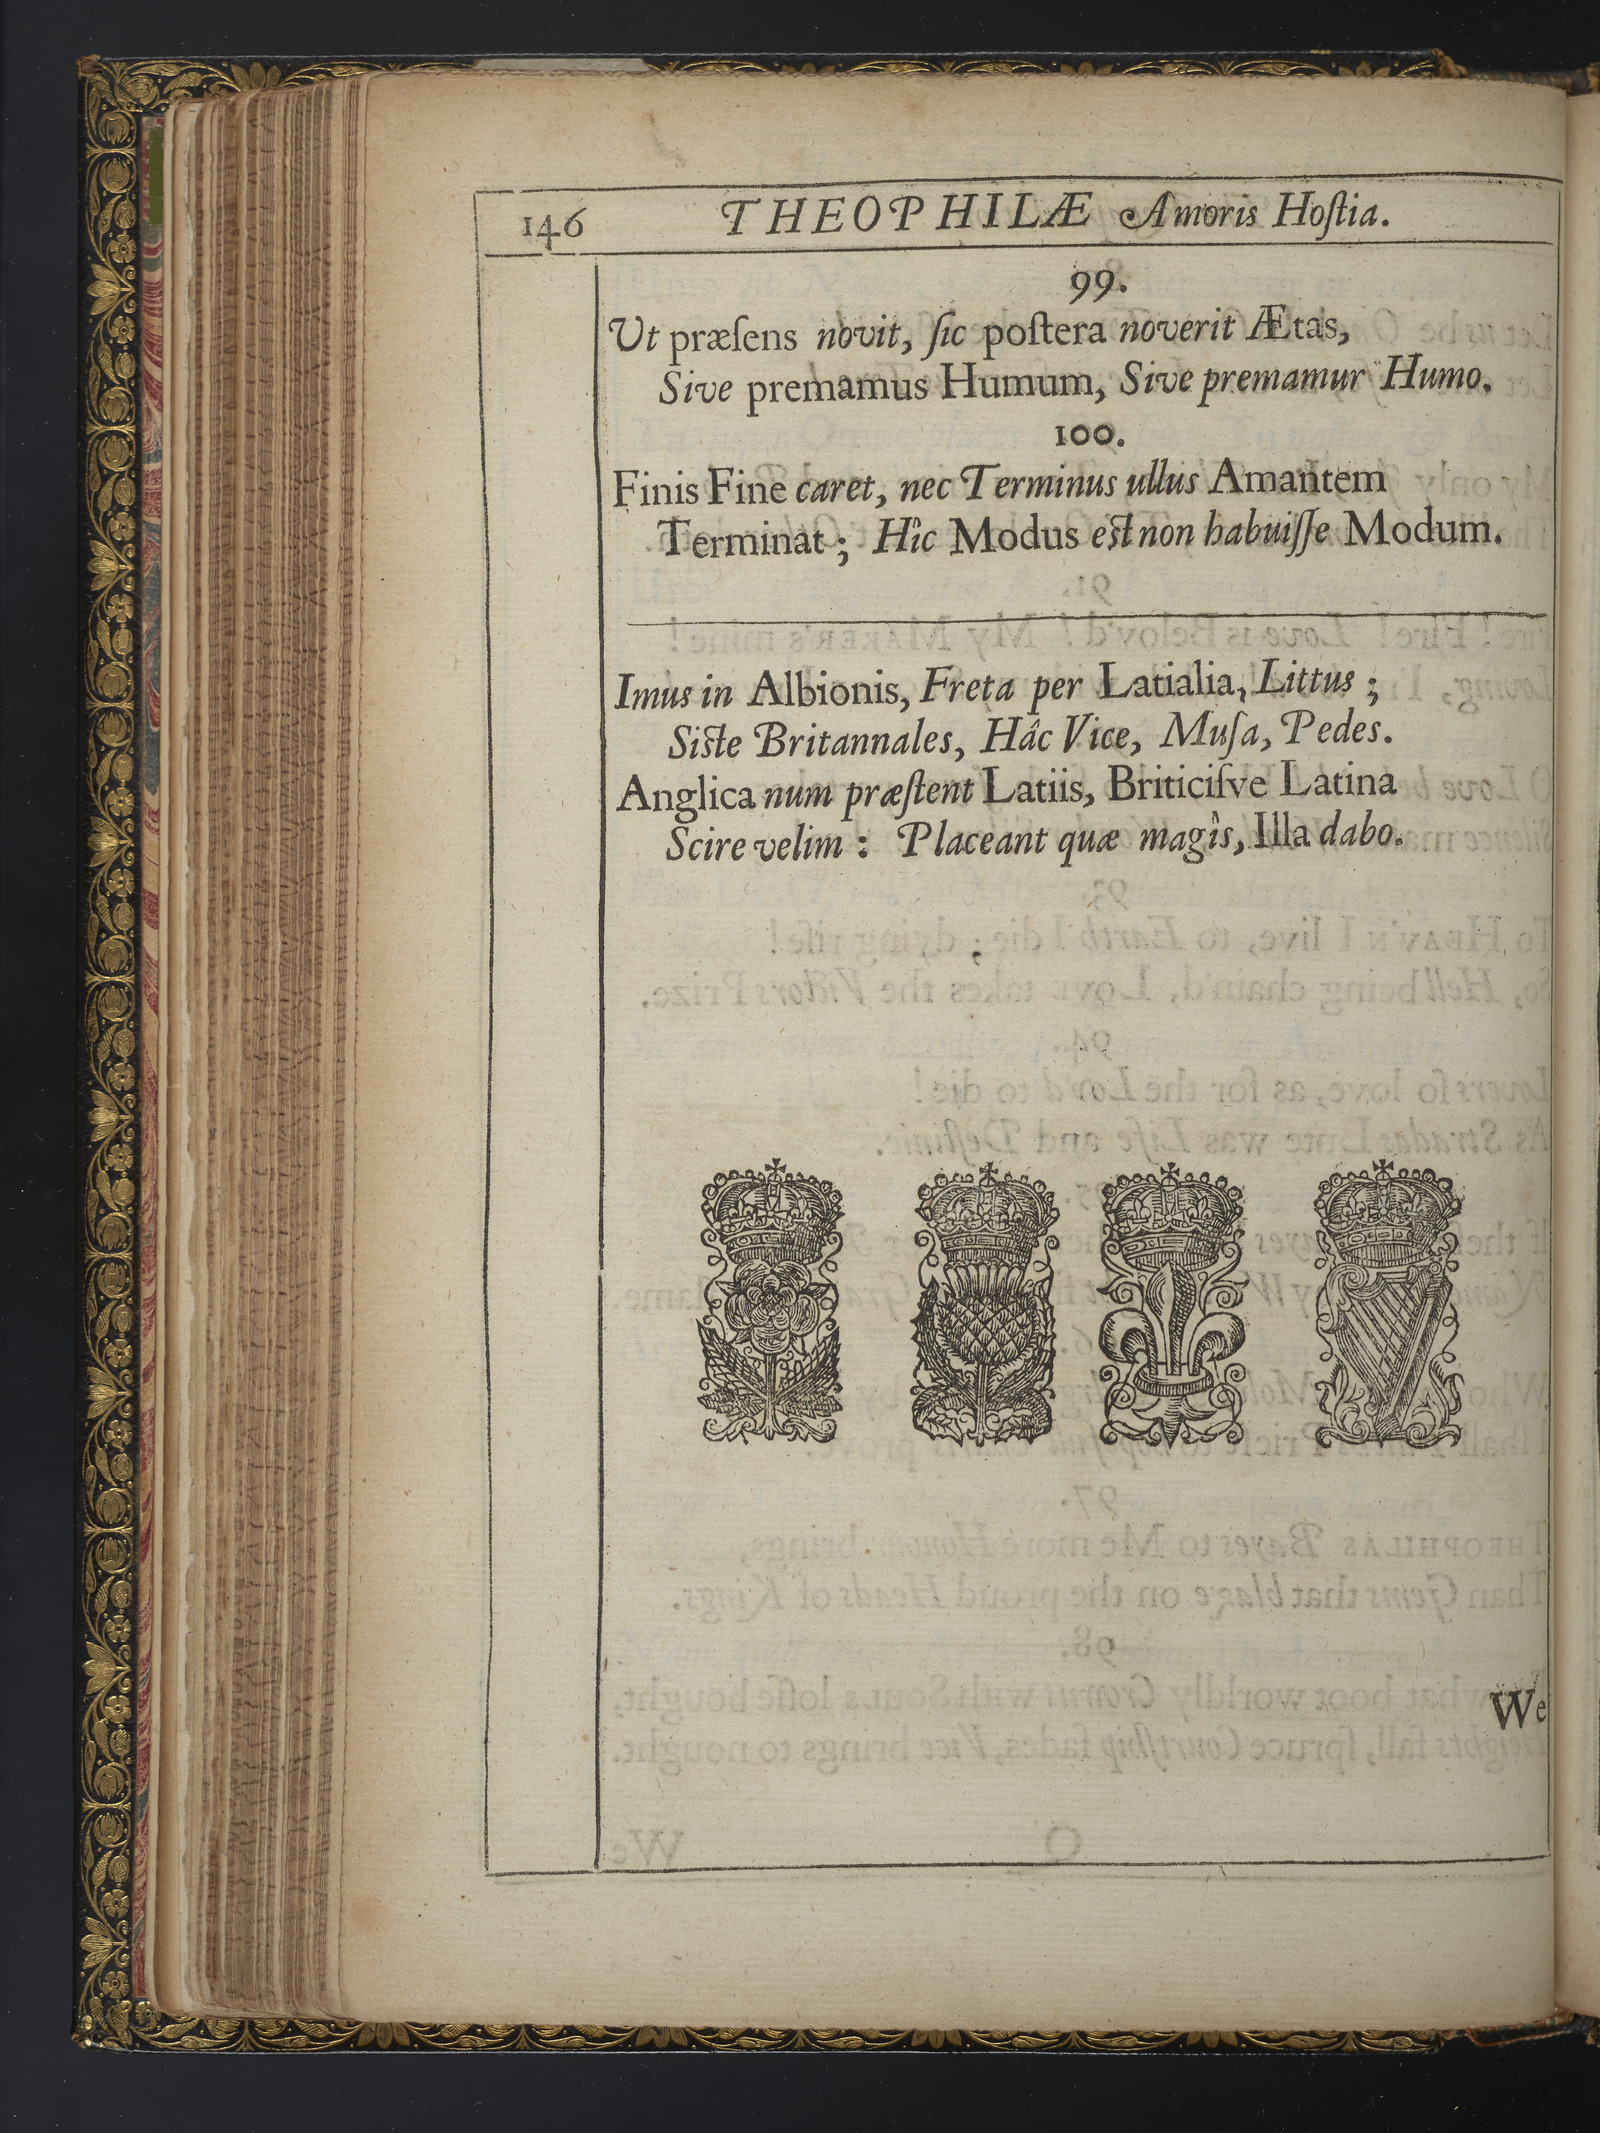 146 THEOPHILÆ Amoris Hoſtia.
99.
Ut præſens novit, ſic poſtera noverit Ætas,
Sive premamus Humum, Sive premamur Humo.
100.
Finis Fine caret, nec Terminus ullus Amantem
Terminat; Hîc Modus eſt non habuiſſe Modum.
Imus in Albionis, Freta per Latialia, Littus;
Siſte Britannales, Hâc Vice, Muſa, Pedes.
Anglica num præſtent Latiis, Briticiſve Latina
Scire velim: Placeant quæ magîs, Illa dabo.
We